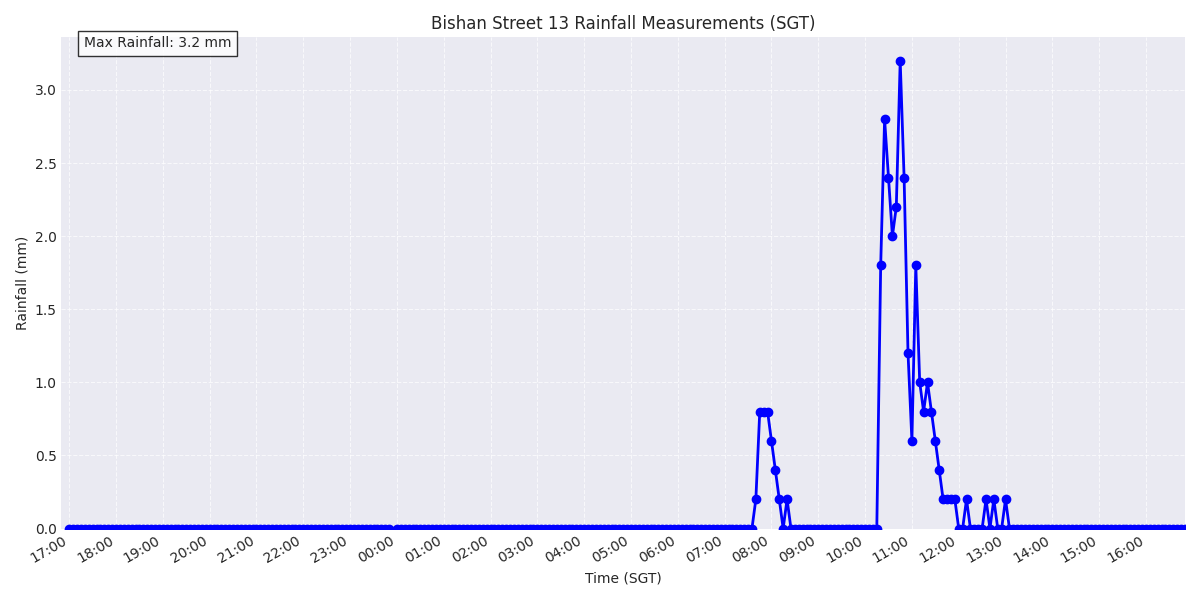 Bishan Street 13 Rainfall Measurements (SGT)
Max Rainfall: 3.2 mm
Rainfall (mm)
3.0
2.5
2.0
1.5
1.0
0.5
0.0
17:00 18:00 19:00 20:00 21:00 22:00 23:00 00:00 01:00 02:00 03:00 04:00 05:00 06:00 07:00 08:00 09:00 10:00 11:00 12:00 13:00 14:00 15:00 16:00
Time (SGT)